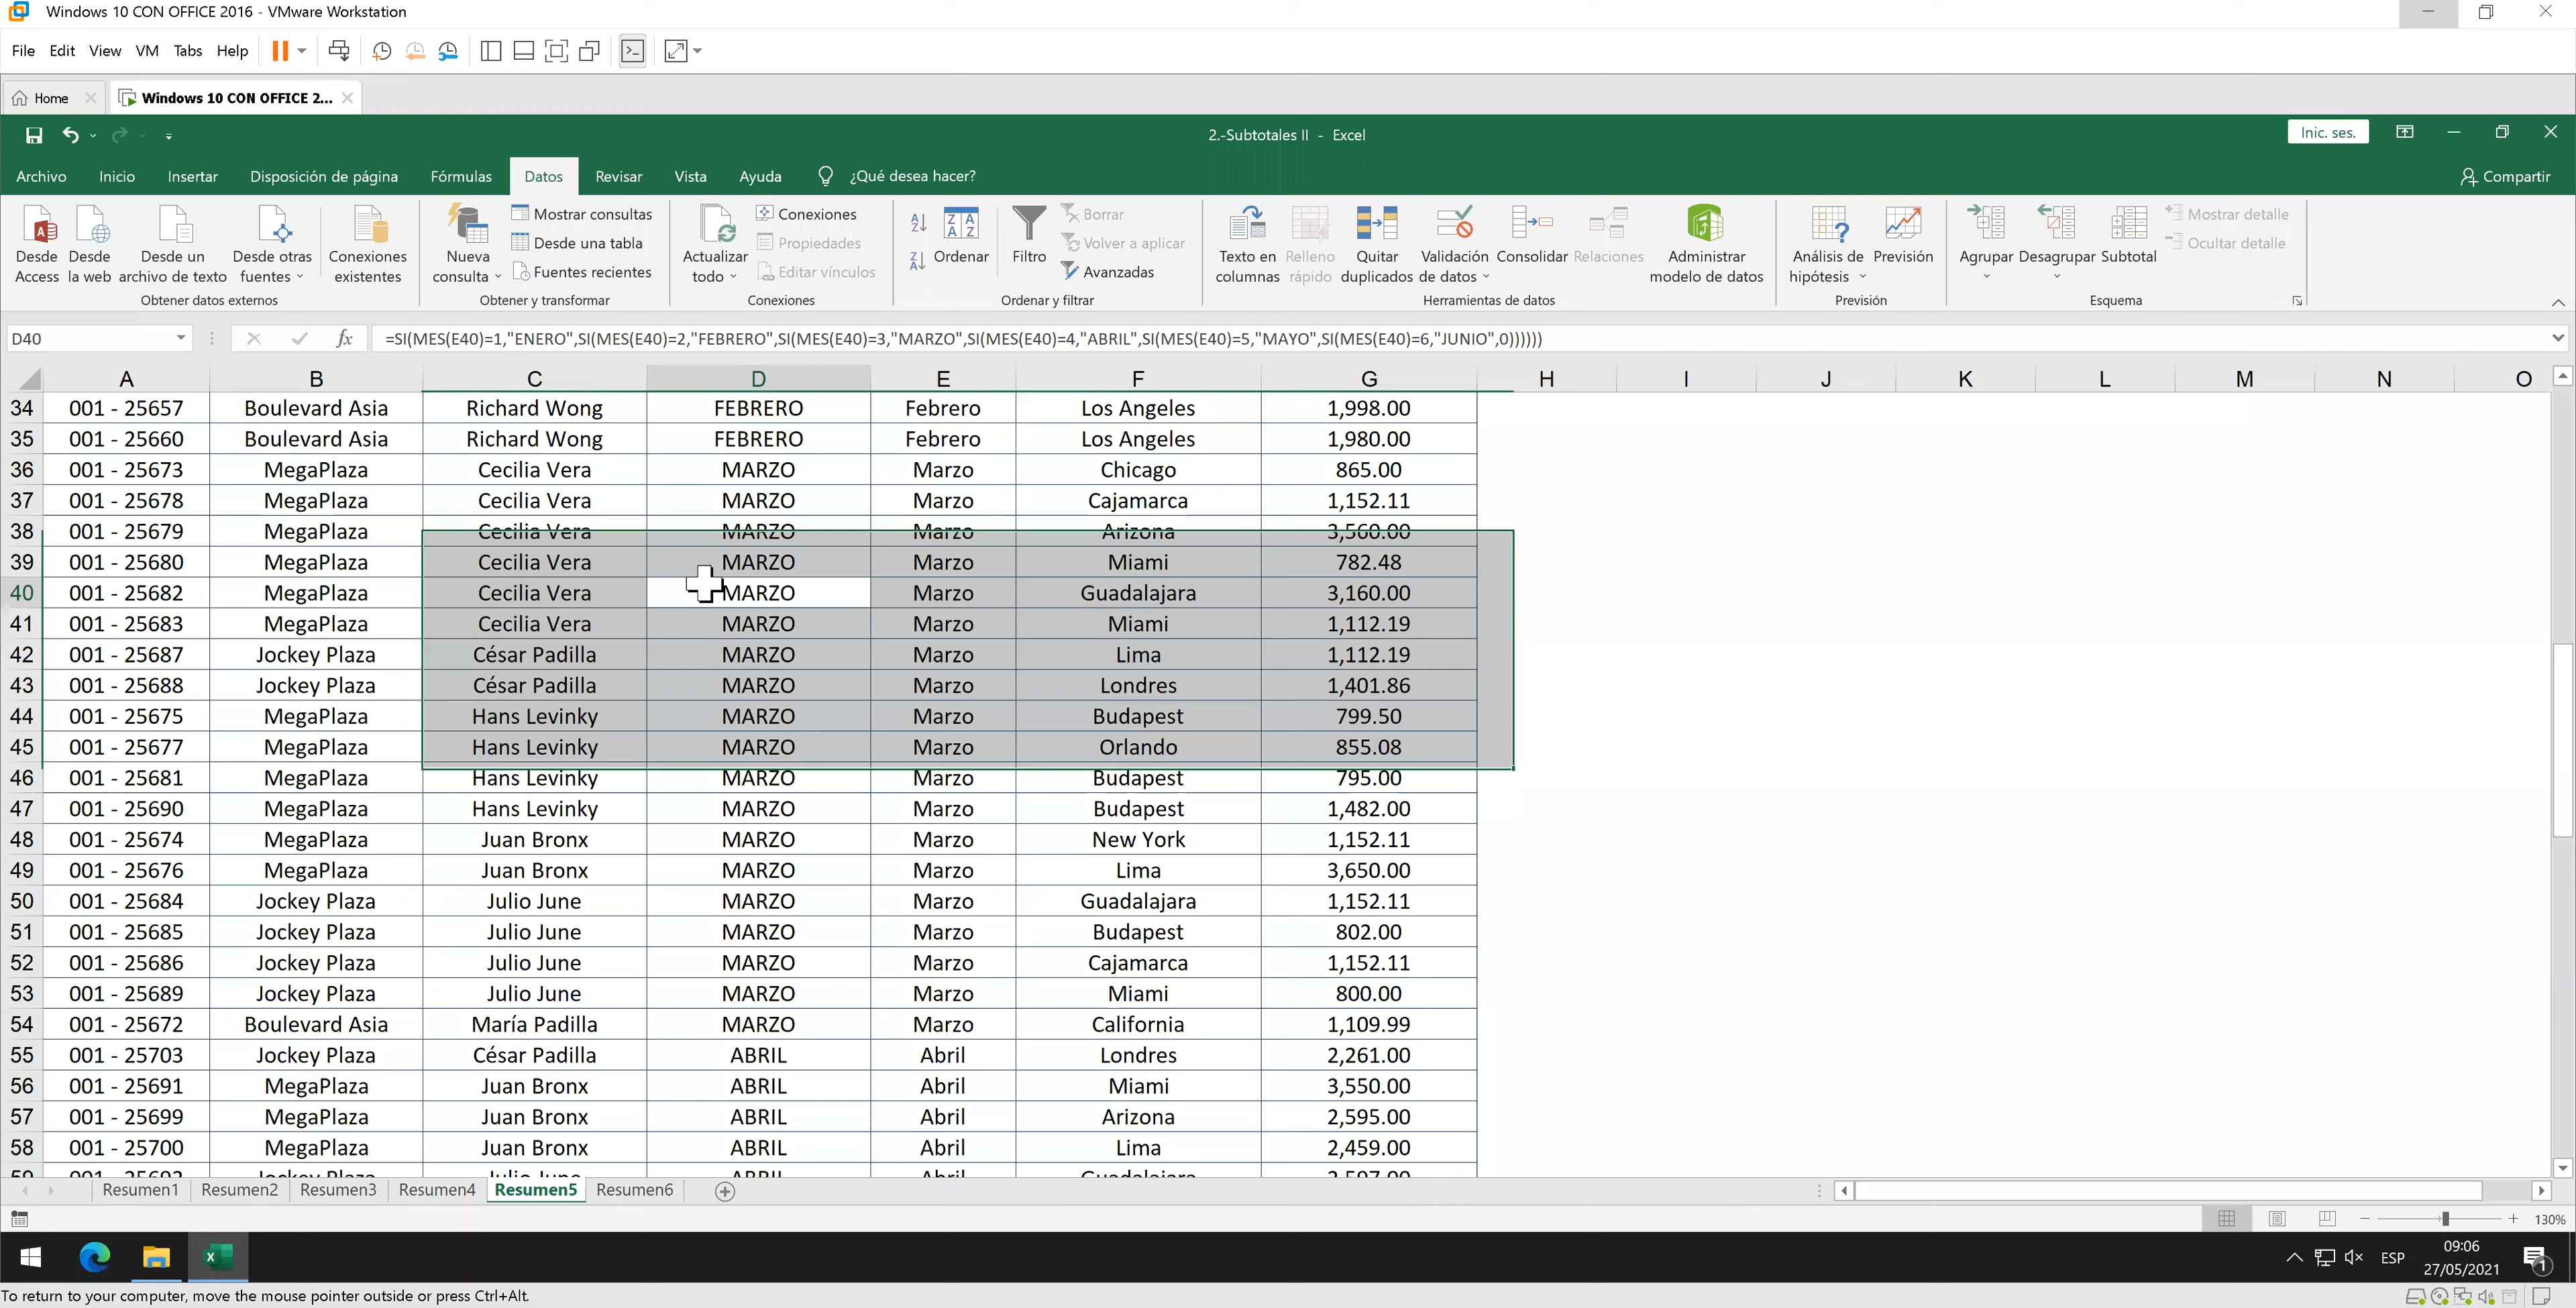 Windows 10 CON OFFICE 2016 - VMware Workstation
File Edit View VM Tabs Help
Home Windows 10 CON OFFICE 2...
2.-Subtotales II - Excel Inic. ses.
Archivo Inicio Insertar Disposición de página Fórmulas Datos Revisar Vista Ayuda ¿Qué desea hacer? Compartir
Desde Access
Desde la web
Desde un archivo de texto
Desde otras fuentes
Conexiones existentes
Obtener datos externos
Nueva consulta
Mostrar consultas
Desde una tabla
Fuentes recientes
Obtener y transformar
Actualizar todo
Conexiones
Propiedades
Editar vínculos
Conexiones
Ordenar
Filtro
Borrar
Volver a aplicar
Avanzadas
Ordenar y filtrar
Texto en columnas
Relleno rápido
Quitar duplicados
Validación de datos
Consolidar
Relaciones
Administrar modelo de datos
Herramientas de datos
Análisis de hipótesis
Previsión
Previsión
Agrupar
Desagrupar
Subtotal
Mostrar detalle
Ocultar detalle
Esquema
D40 fx =SI(MES(E40)=1,"ENERO",SI(MES(E40)=2,"FEBRERO",SI(MES(E40)=3,"MARZO",SI(MES(E40)=4,"ABRIL",SI(MES(E40)=5,"MAYO",SI(MES(E40)=6,"JUNIO",0))))))
A B C D E F G H I J K L M N O
34 001 - 25657 Boulevard Asia Richard Wong FEBRERO Febrero Los Angeles 1,998.00
35 001 - 25660 Boulevard Asia Richard Wong FEBRERO Febrero Los Angeles 1,980.00
36 001 - 25673 MegaPlaza Cecilia Vera MARZO Marzo Chicago 865.00
37 001 - 25678 MegaPlaza Cecilia Vera MARZO Marzo Cajamarca 1,152.11
38 001 - 25679 MegaPlaza Cecilia Vera MARZO Marzo Arizona 3,560.00
39 001 - 25680 MegaPlaza Cecilia Vera MARZO Marzo Miami 782.48
40 001 - 25682 MegaPlaza Cecilia Vera MARZO Marzo Guadalajara 3,160.00
41 001 - 25683 MegaPlaza Cecilia Vera MARZO Marzo Miami 1,112.19
42 001 - 25687 Jockey Plaza César Padilla MARZO Marzo Lima 1,112.19
43 001 - 25688 Jockey Plaza César Padilla MARZO Marzo Londres 1,401.86
44 001 - 25675 MegaPlaza Hans Levinky MARZO Marzo Budapest 799.50
45 001 - 25677 MegaPlaza Hans Levinky MARZO Marzo Orlando 855.08
46 001 - 25681 MegaPlaza Hans Levinky MARZO Marzo Budapest 795.00
47 001 - 25690 MegaPlaza Hans Levinky MARZO Marzo Budapest 1,482.00
48 001 - 25674 MegaPlaza Juan Bronx MARZO Marzo New York 1,152.11
49 001 - 25676 MegaPlaza Juan Bronx MARZO Marzo Lima 3,650.00
50 001 - 25684 Jockey Plaza Julio June MARZO Marzo Guadalajara 1,152.11
51 001 - 25685 Jockey Plaza Julio June MARZO Marzo Budapest 802.00
52 001 - 25686 Jockey Plaza Julio June MARZO Marzo Cajamarca 1,152.11
53 001 - 25689 Jockey Plaza Julio June MARZO Marzo Miami 800.00
54 001 - 25672 Boulevard Asia María Padilla MARZO Marzo California 1,109.99
55 001 - 25703 Jockey Plaza César Padilla ABRIL Abril Londres 2,261.00
56 001 - 25691 MegaPlaza Juan Bronx ABRIL Abril Miami 3,550.00
57 001 - 25699 MegaPlaza Juan Bronx ABRIL Abril Arizona 2,595.00
58 001 - 25700 MegaPlaza Juan Bronx ABRIL Abril Lima 2,459.00
Resumen1 Resumen2 Resumen3 Resumen4 Resumen5 Resumen6
130%
ESP 09:06
27/05/2021
1
To return to your computer, move the mouse pointer outside or press Ctrl+Alt.